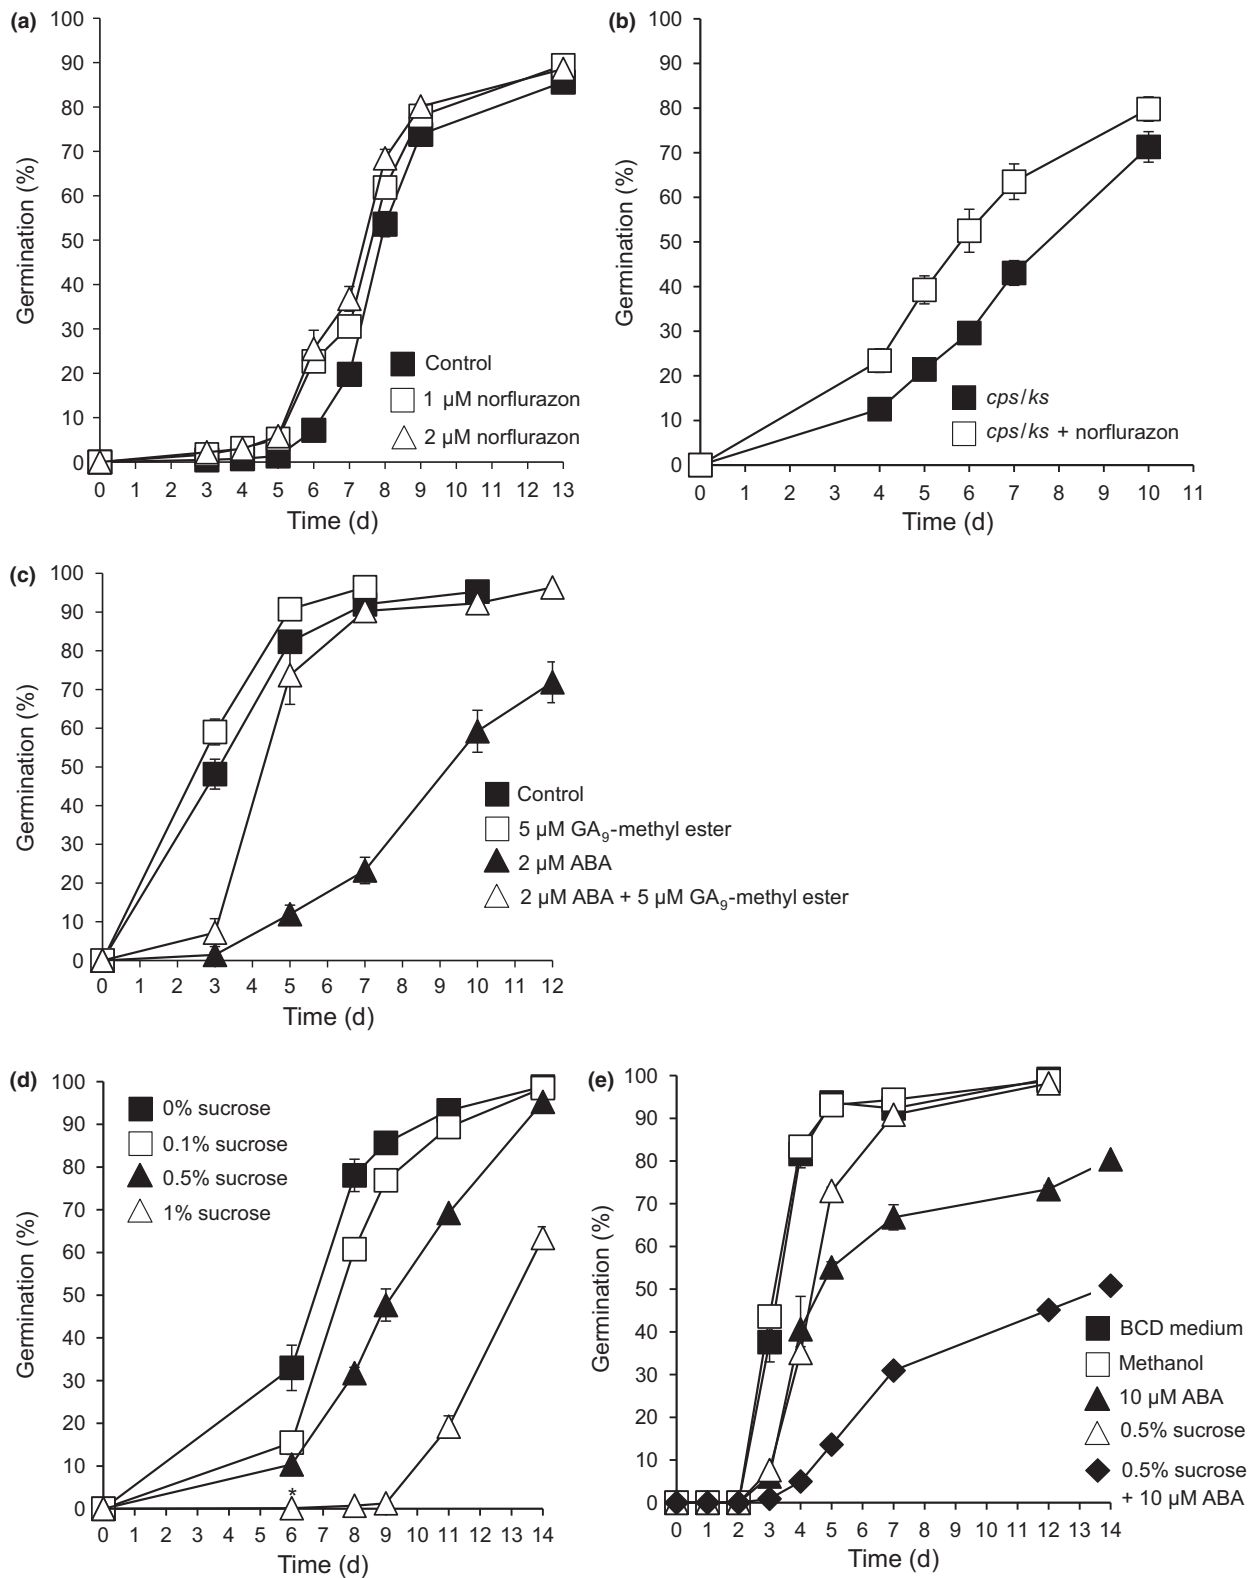 (a)
100
90
80
70
60
50
40
30
20
10
0
Germination (%)
0 1 2 3 4 5 6 7 8 9 10 11 12 13
Time (d)
Control
1 µM norflurazon
2 µM norflurazon
(b)
100
90
80
70
60
50
40
30
20
10
0
Germination (%)
0 1 2 3 4 5 6 7 8 9 10 11
Time (d)
cps/ks
cps/ks + norflurazon
(c)
100
90
80
70
60
50
40
30
20
10
0
Germination (%)
0 1 2 3 4 5 6 7 8 9 10 11 12
Time (d)
Control
5 µM GA₉-methyl ester
2 µM ABA
2 µM ABA + 5 µM GA₉-methyl ester
(d)
100
90
80
70
60
50
40
30
20
10
0
Germination (%)
0 1 2 3 4 5 6 7 8 9 10 11 12 13 14
Time (d)
0% sucrose
0.1% sucrose
0.5% sucrose
1% sucrose
*
(e)
100
90
80
70
60
50
40
30
20
10
0
Germination (%)
0 1 2 3 4 5 6 7 8 9 10 11 12 13 14
Time (d)
BCD medium
Methanol
10 µM ABA
0.5% sucrose
0.5% sucrose
+ 10 µM ABA